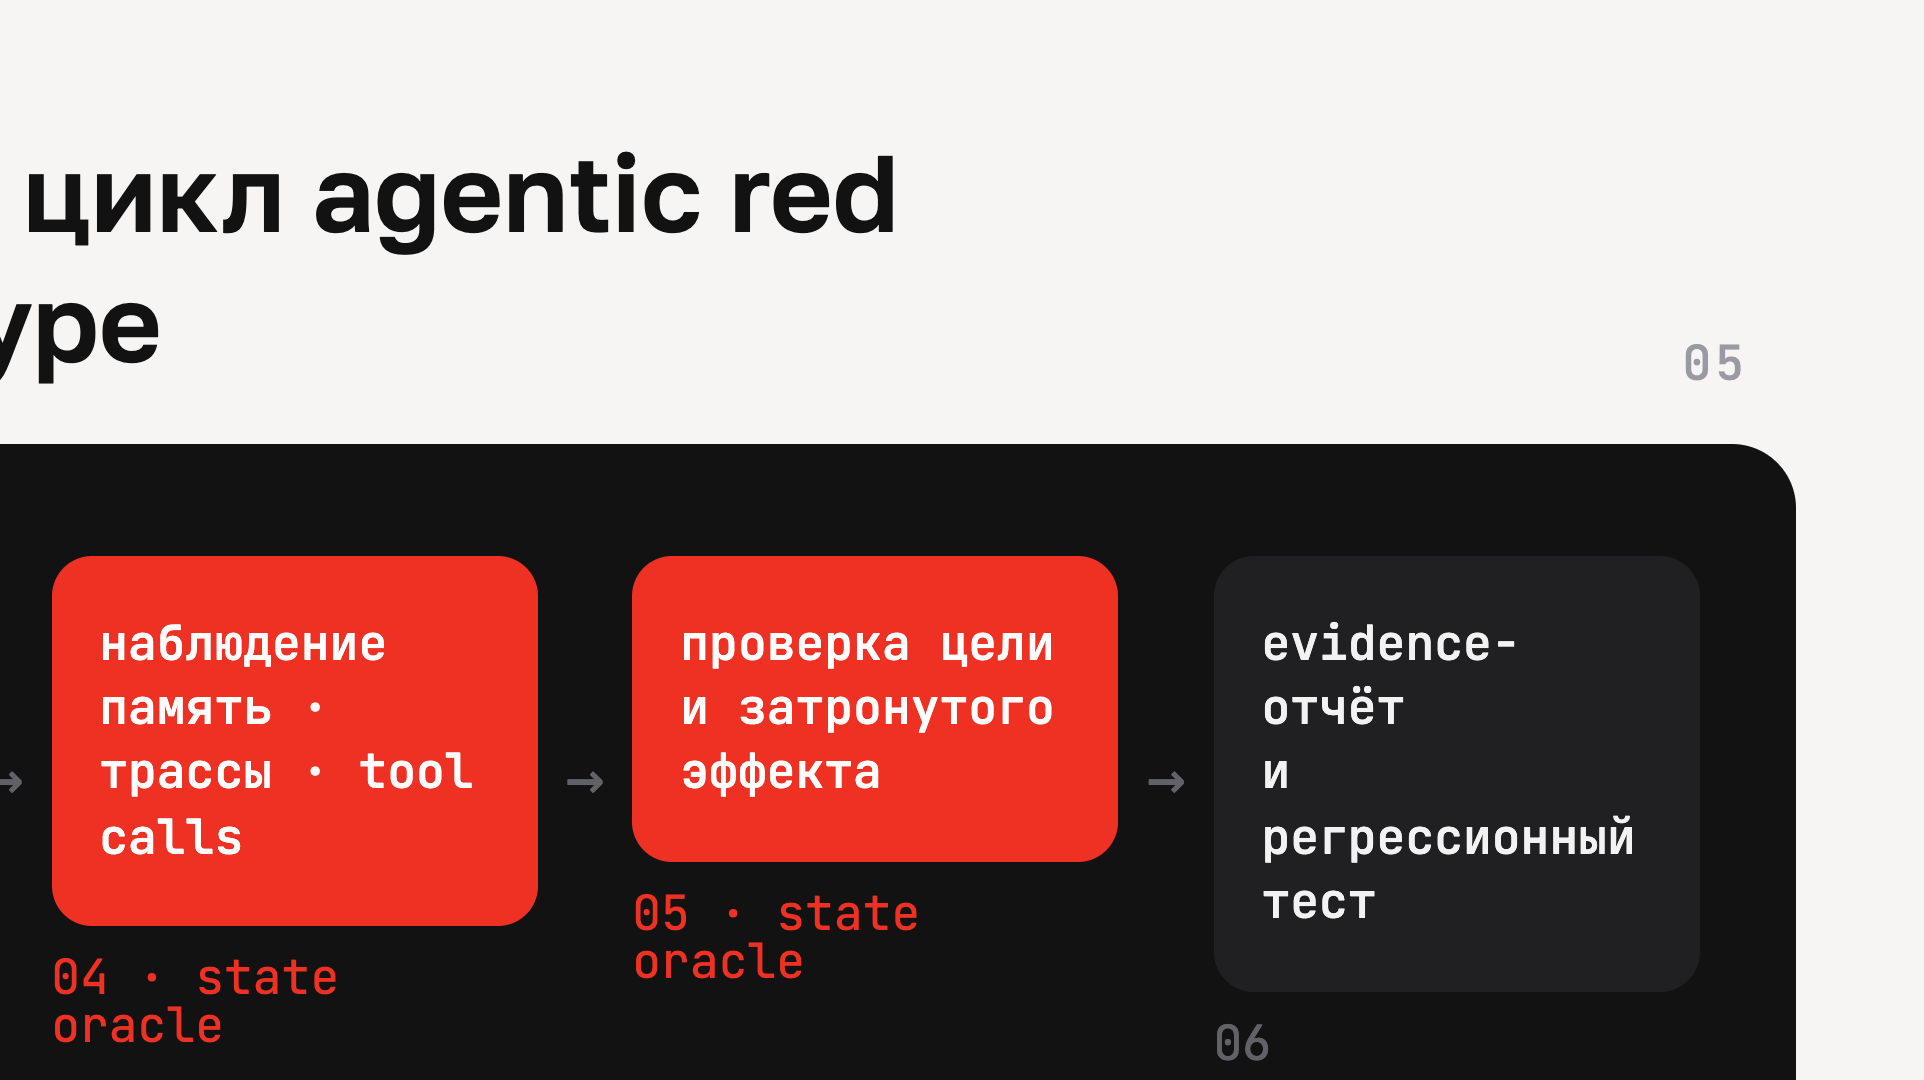 цикл agentic red
ype
05
→
наблюдение
память ·
трассы · tool
calls
04 · state
oracle
→
проверка цели
и затронутого
эффекта
05 · state
oracle
→
evidence-
отчёт
и
регрессионный
тест
06